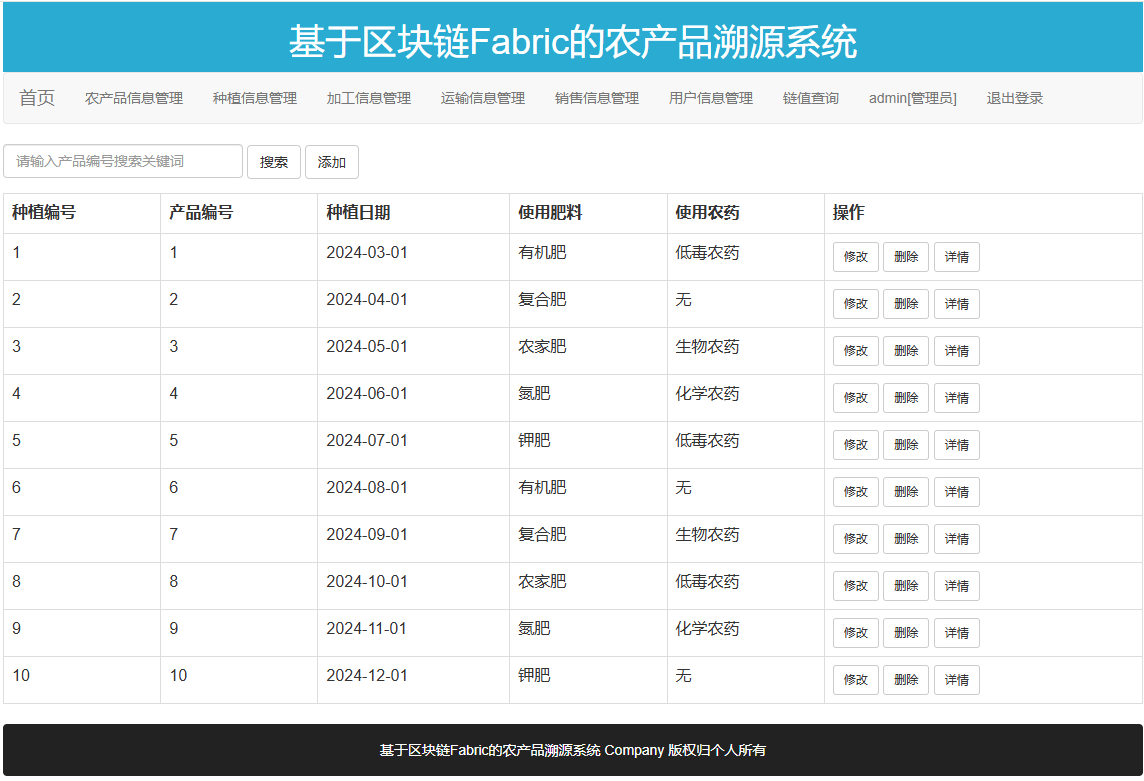 基于区块链Fabric的农产品溯源系统
首页 农产品信息管理 种植信息管理 加工信息管理 运输信息管理 销售信息管理 用户信息管理 链值查询 admin[管理员] 退出登录
请输入产品编号搜索关键词 搜索 添加
种植编号 产品编号 种植日期 使用肥料 使用农药 操作
1 1 2024-03-01 有机肥 低毒农药 修改 删除 详情
2 2 2024-04-01 复合肥 无 修改 删除 详情
3 3 2024-05-01 农家肥 生物农药 修改 删除 详情
4 4 2024-06-01 氮肥 化学农药 修改 删除 详情
5 5 2024-07-01 钾肥 低毒农药 修改 删除 详情
6 6 2024-08-01 有机肥 无 修改 删除 详情
7 7 2024-09-01 复合肥 生物农药 修改 删除 详情
8 8 2024-10-01 农家肥 低毒农药 修改 删除 详情
9 9 2024-11-01 氮肥 化学农药 修改 删除 详情
10 10 2024-12-01 钾肥 无 修改 删除 详情
基于区块链Fabric的农产品溯源系统 Company 版权归个人所有